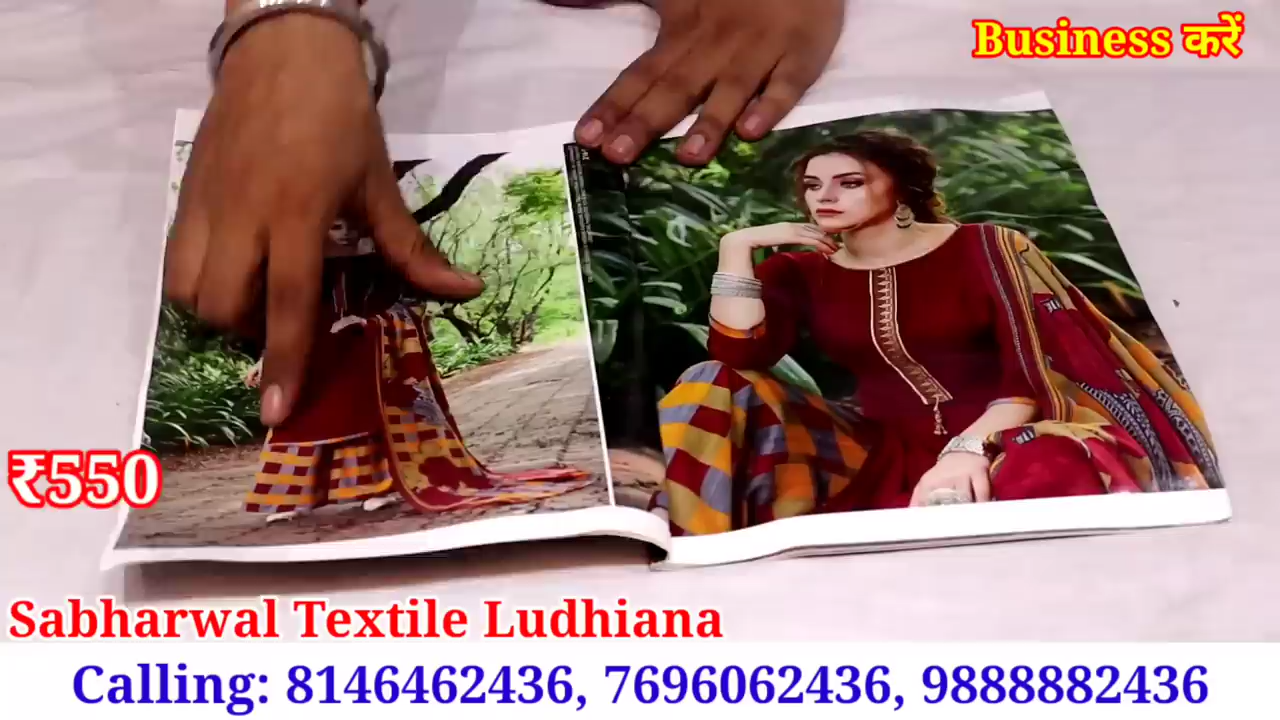 Business करें
₹550
Sabharwal Textile Ludhiana
Calling: 8146462436, 7696062436, 9888882436